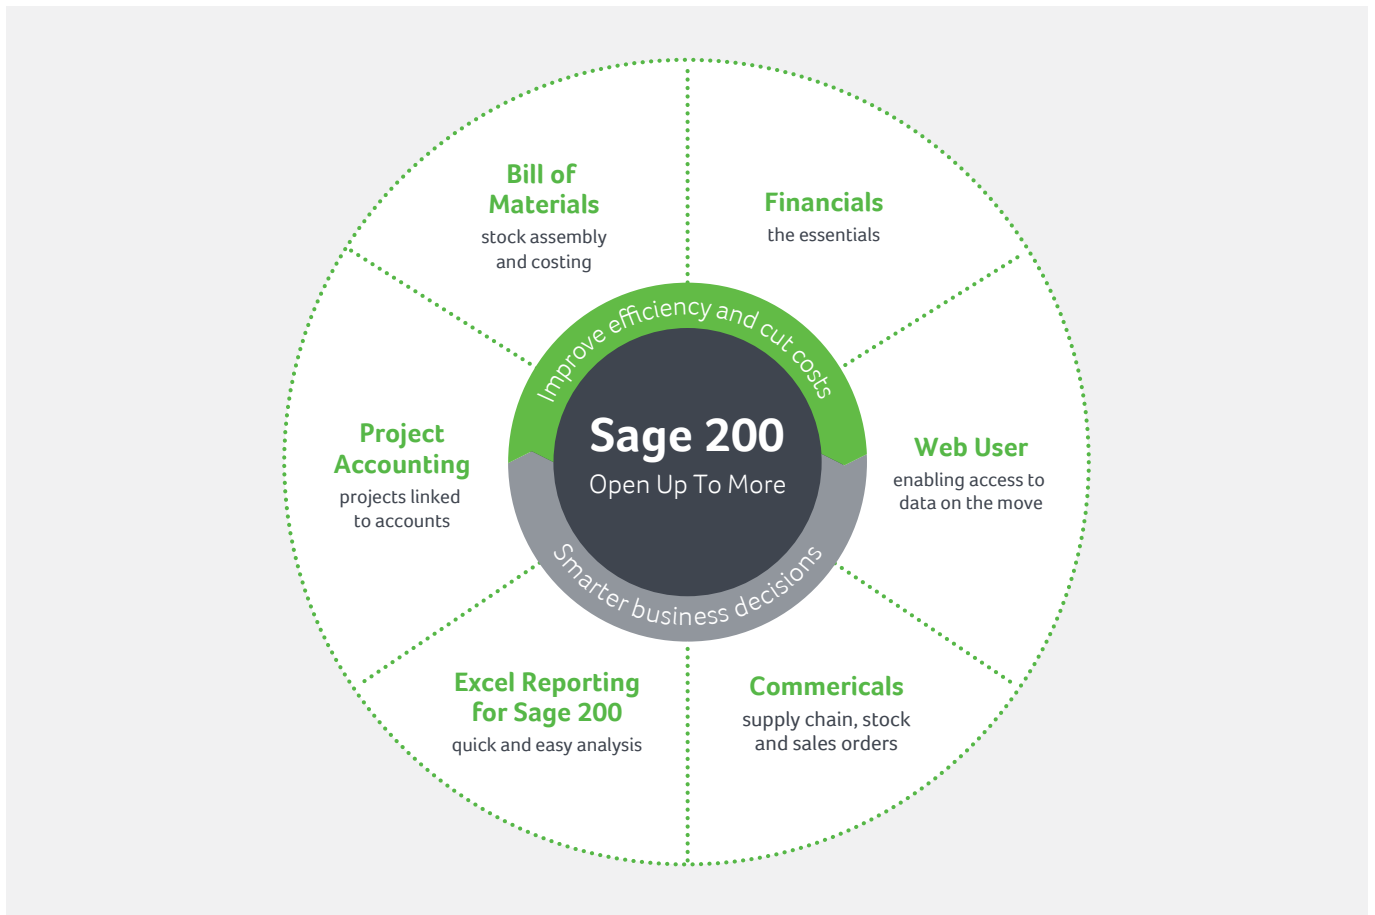 Bill of
Materials
stock assembly
and costing
Financials
the essentials
Improve efficiency and cut costs
Sage 200
Open Up To More
Smarter business decisions
Project
Accounting
projects linked
to accounts
Web User
enabling access to
data on the move
Excel Reporting
for Sage 200
quick and easy analysis
Commericals
supply chain, stock
and sales orders